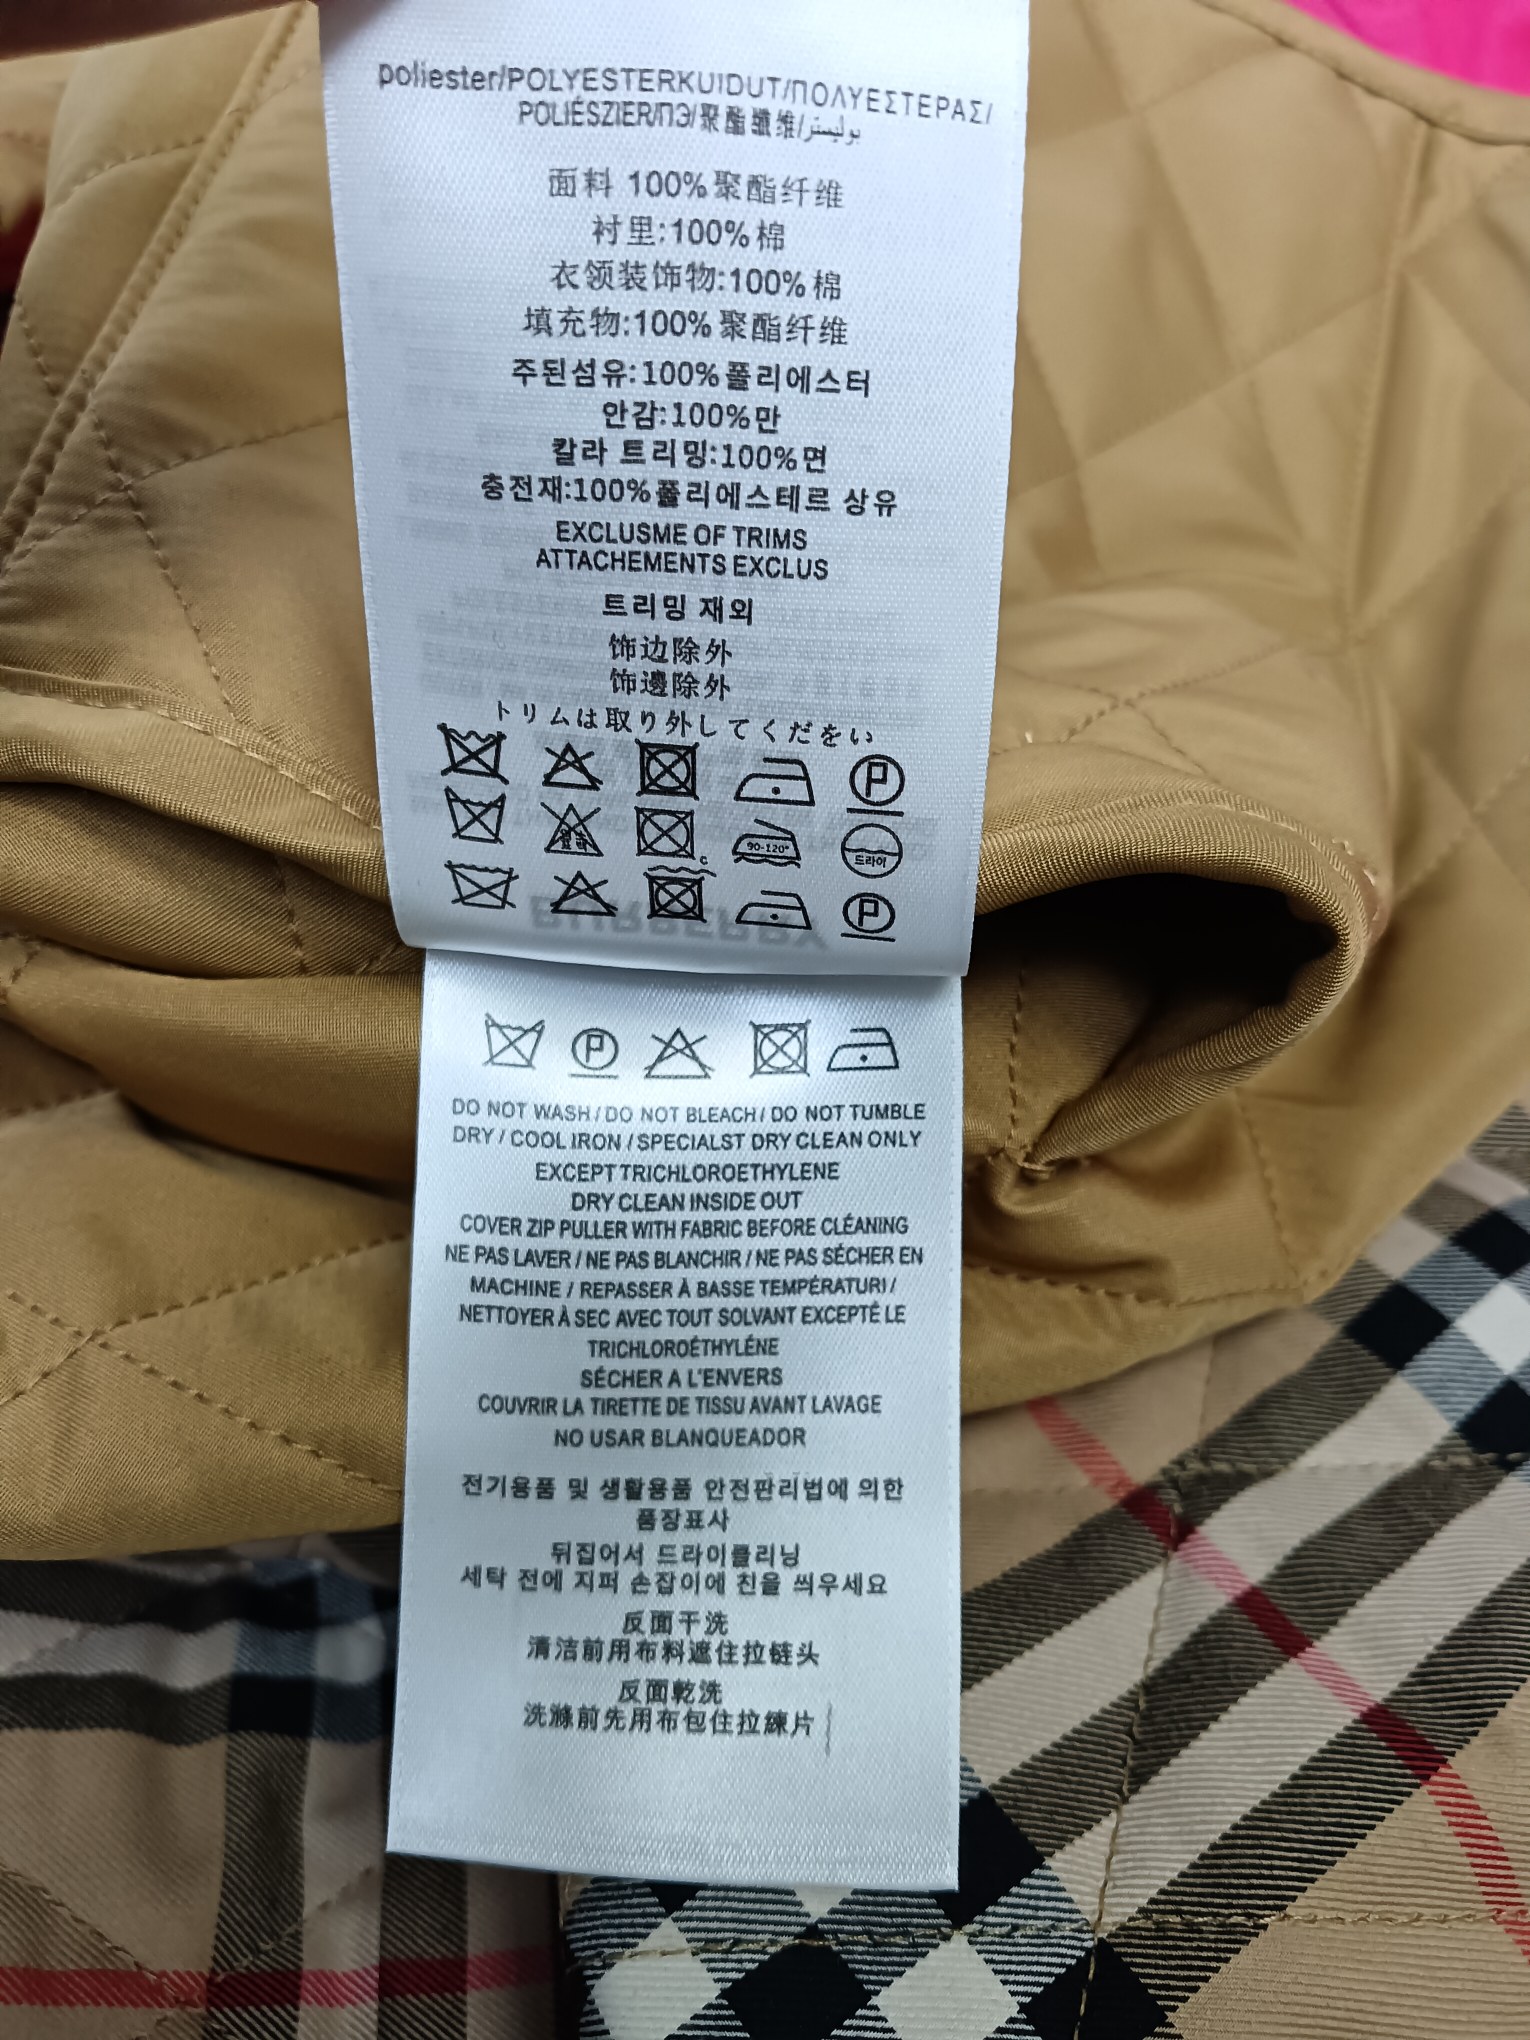 poliester/POLYESTERKUIDUT/ΠΟΛΥΕΣΤΕΡΑΣ/
POLIÉSZIER/ПЭ/聚酯纖维/بوليستر
面料 100%聚酯纤维
衬里:100%棉
衣领装饰物:100%棉
填充物:100%聚酯纤维
주된섬유:100%폴리에스터
안감:100%만
칼라 트리밍:100%면
충전재:100%폴리에스테르 상유
EXCLUSME OF TRIMS
ATTACHEMENTS EXCLUS
트리밍 재외
饰边除外
饰邊除外
トリムは取り外してくだをい
P
90-120°
드라이
C
P
P
DO NOT WASH / DO NOT BLEACH / DO NOT TUMBLE
DRY / COOL IRON / SPECIALST DRY CLEAN ONLY
EXCEPT TRICHLOROETHYLENE
DRY CLEAN INSIDE OUT
COVER ZIP PULLER WITH FABRIC BEFORE CLÉANING
NE PAS LAVER / NE PAS BLANCHIR / NE PAS SÉCHER EN
MACHINE / REPASSER À BASSE TEMPÉRATURI /
NETTOYER À SEC AVEC TOUT SOLVANT EXCEPTÉ LE
TRICHLOROÉTHYLÉNE
SÉCHER A L'ENVERS
COUVRIR LA TIRETTE DE TISSU AVANT LAVAGE
NO USAR BLANQUEADOR
전기용품 및 생활용품 안전판리법에 의한
품장표사
뒤집어서 드라이클리닝
세탁 전에 지퍼 손잡이에 친을 씌우세요
反面干洗
清洁前用布料遮住拉链头
反面乾洗
洗滌前先用布包住拉練片